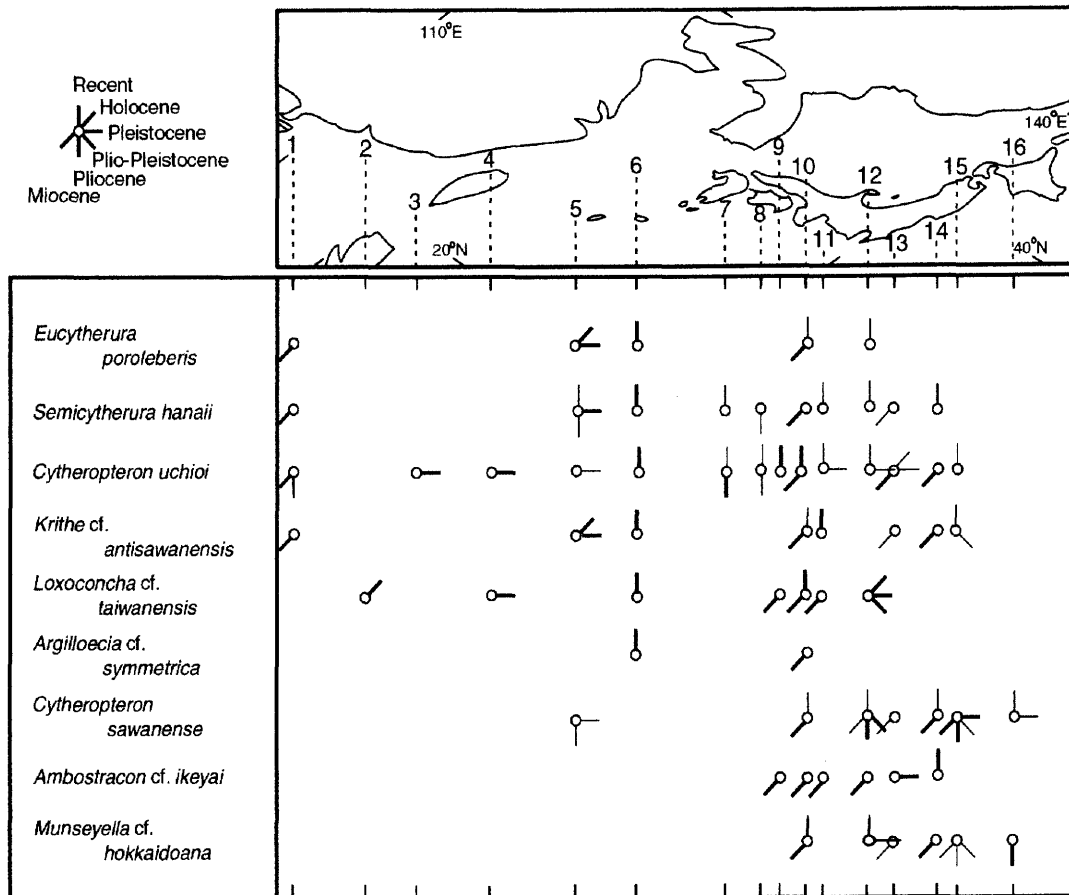 110°E
Recent
Holocene
Pleistocene
Plio-Pleistocene
Pliocene
Miocene
140°E
1
2
3
4
5
6
7
8
9
10
11
12
13
14
15
16
20°N
40°N
Eucytherura
poroleberis
Semicytherura hanaii
Cytheropteron uchioi
Krithe cf.
antisawanensis
Loxoconcha cf.
taiwanensis
Argilloecia cf.
symmetrica
Cytheropteron
sawanense
Ambostracon cf. ikeyai
Munseyella cf.
hokkaidoana